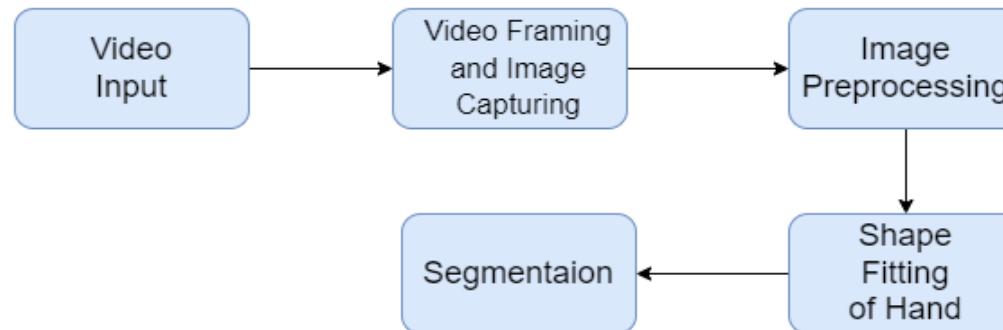 Video
Input
Video Framing
and Image
Capturing
Image
Preprocessing
Shape
Fitting
of Hand
Segmentaion